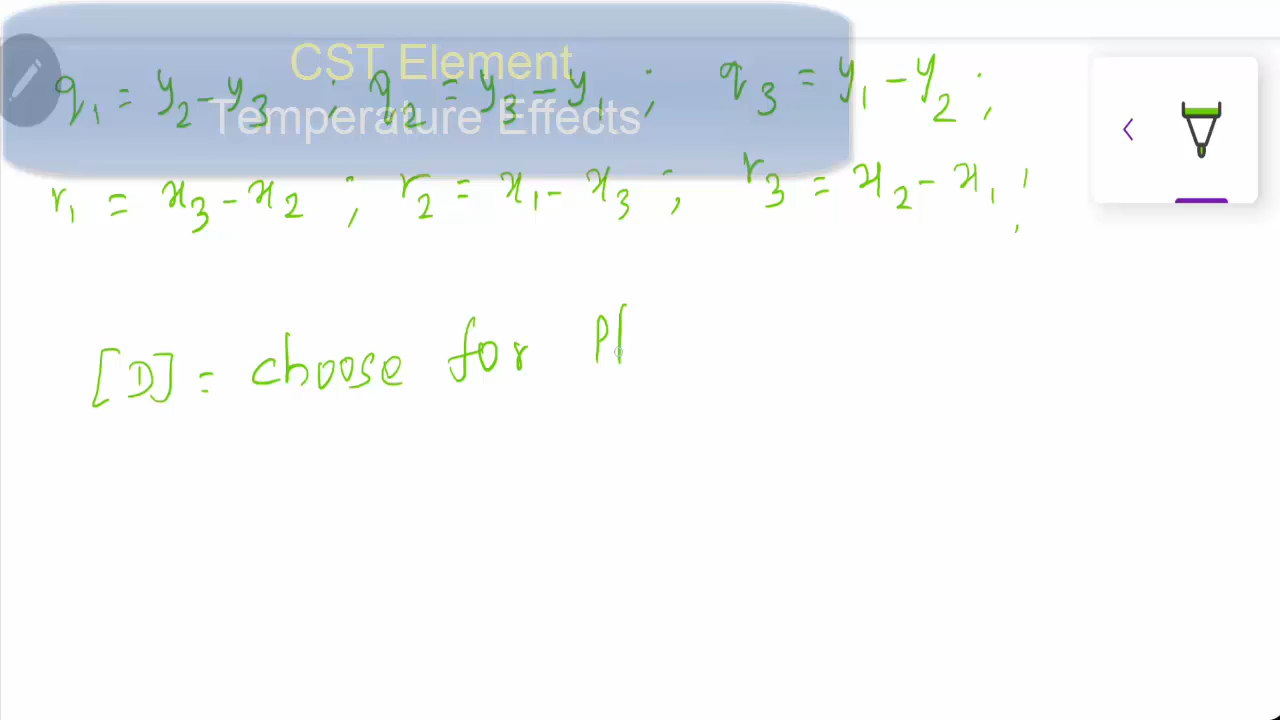 CST Element
Temperature Effects
q₁ = y₂ - y₃ ; q₂ = y₃ - y₁ ; q₃ = y₁ - y₂ ;
r₁ = x₃ - x₂ ; r₂ = x₁ - x₃ ; r₃ = x₂ - x₁ ;
[D] = choose for Pl